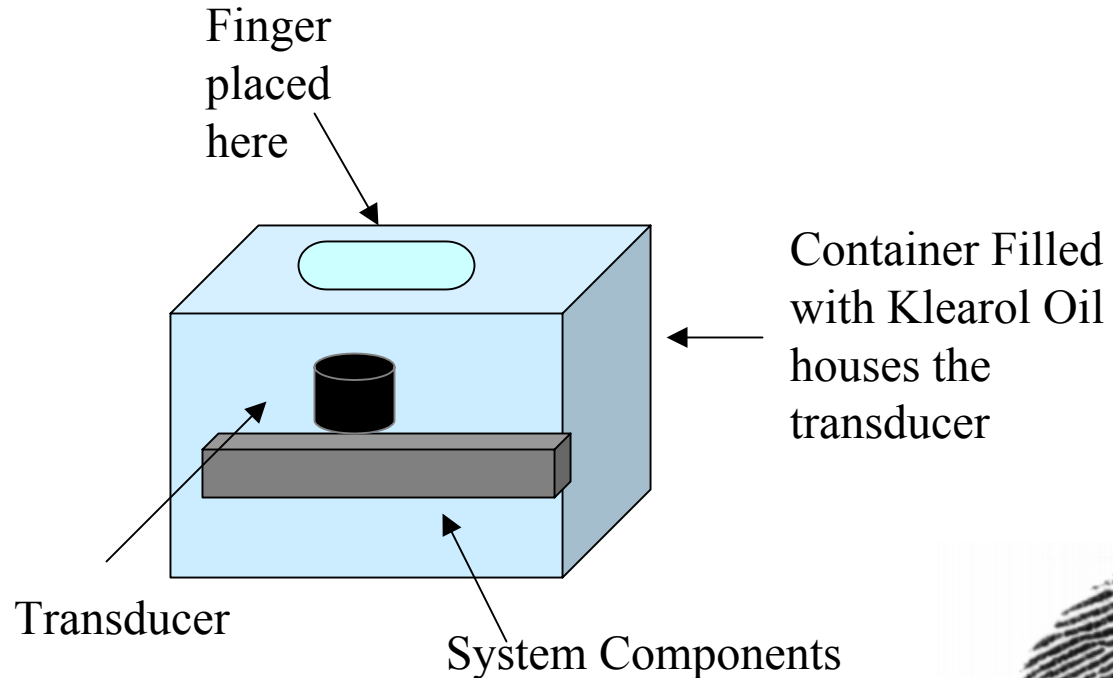 Finger
placed
here
Container Filled
with Klearol Oil
houses the
transducer
Transducer
System Components